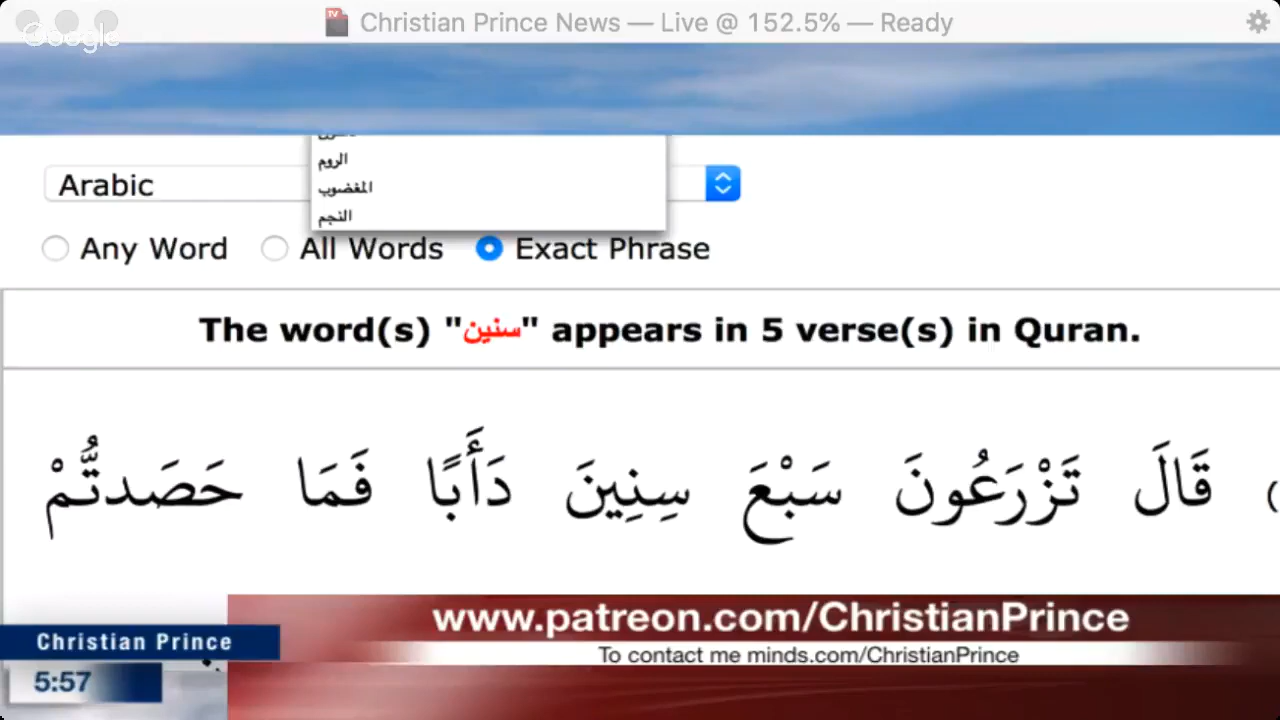 Christian Prince News — Live @ 152.5% — Ready
Google
الروم
المغضوب
النجم
Arabic
Any Word All Words Exact Phrase
The word(s) "سنين" appears in 5 verse(s) in Quran.
قَالَ تَزْرَعُونَ سَبْعَ سِنِينَ دَأَبًا فَمَا حَصَدتُّمْ
www.patreon.com/ChristianPrince
Christian Prince
To contact me minds.com/ChristianPrince
5:57